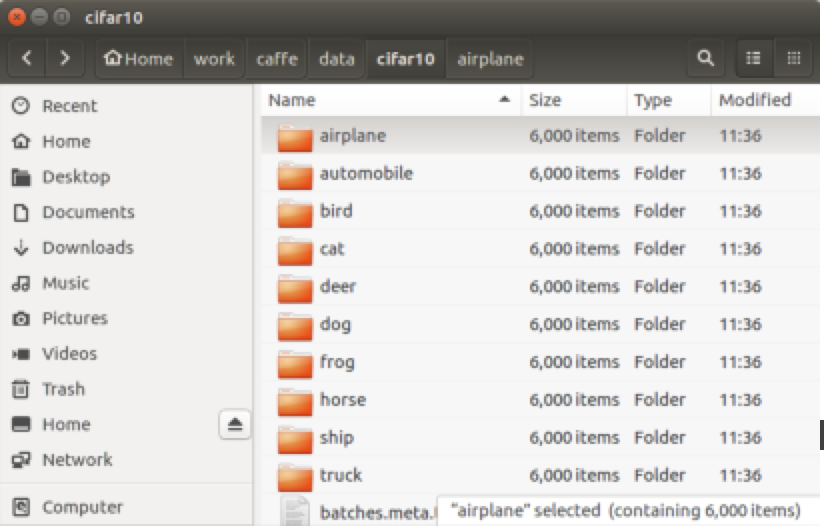 cifar10
Home work caffe data cifar10 airplane
Name Size Type Modified
Recent
Home
Desktop
Documents
Downloads
Music
Pictures
Videos
Trash
Home
Network
Computer
airplane 6,000 items Folder 11:36
automobile 6,000 items Folder 11:36
bird 6,000 items Folder 11:36
cat 6,000 items Folder 11:36
deer 6,000 items Folder 11:36
dog 6,000 items Folder 11:36
frog 6,000 items Folder 11:36
horse 6,000 items Folder 11:36
ship 6,000 items Folder 11:36
truck 6,000 items Folder 11:36
batches.meta.
"airplane" selected (containing 6,000 items)